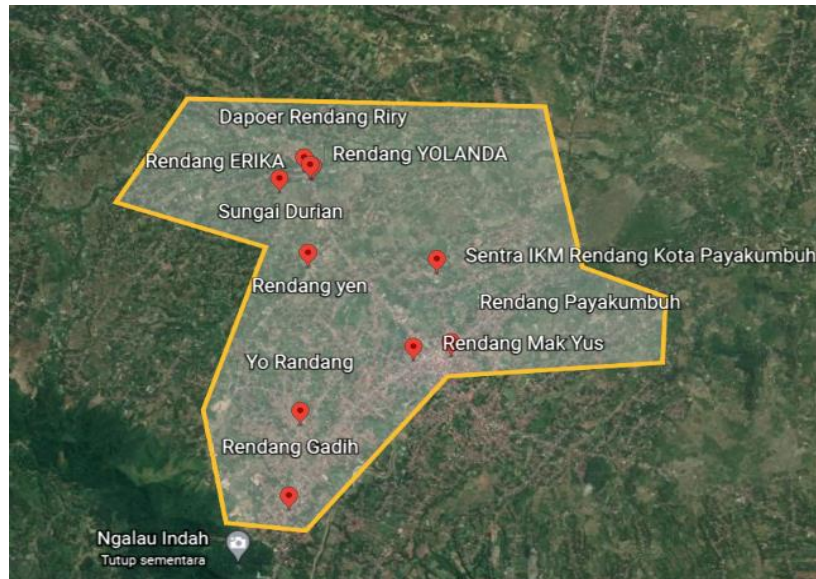 Dapoer Rendang Riry
Rendang ERIKA
Rendang YOLANDA
Sungai Durian
Sentra IKM Rendang Kota Payakumbuh
Rendang yen
Rendang Payakumbuh
Rendang Mak Yus
Yo Randang
Rendang Gadih
Ngalau Indah
Tutup sementara